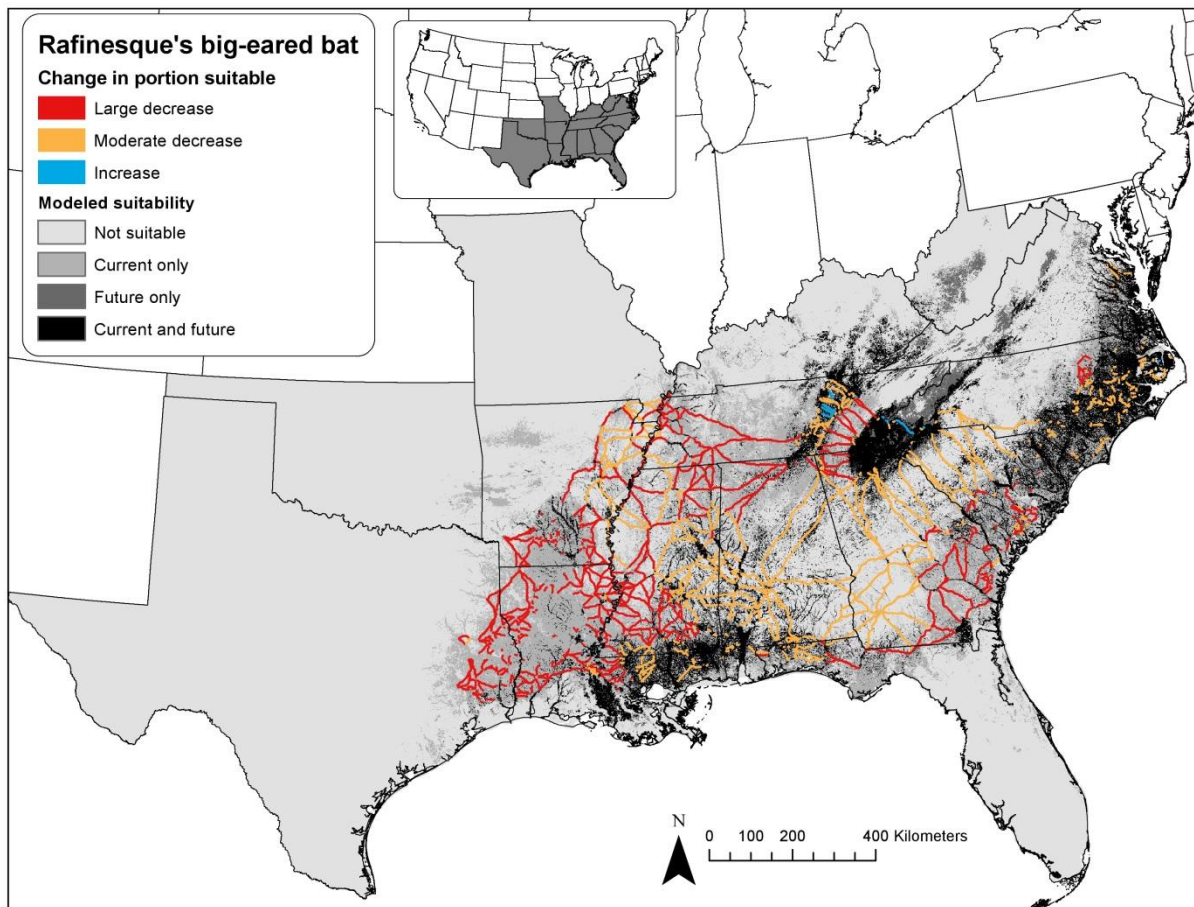 Rafinesque's big-eared bat
Change in portion suitable
Large decrease
Moderate decrease
Increase
Modeled suitability
Not suitable
Current only
Future only
Current and future
N
0 100 200 400 Kilometers